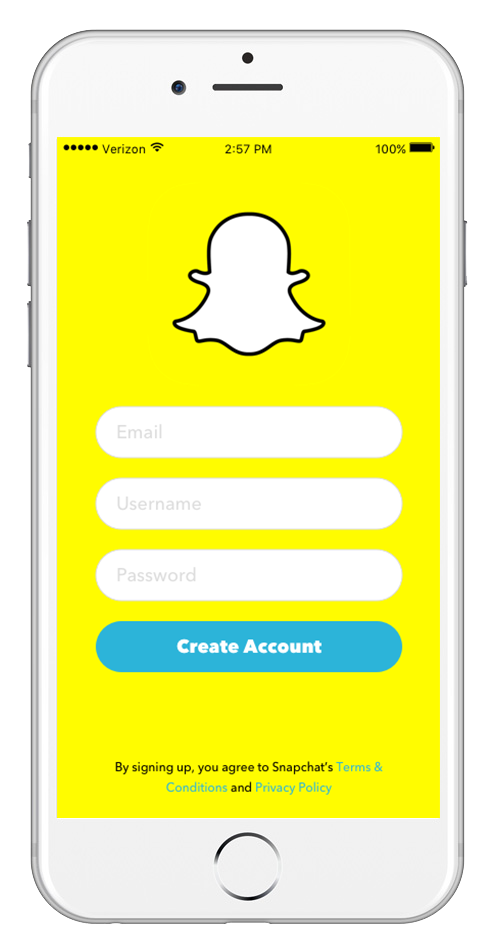 Verizon 2:57 PM 100%
Email
Username
Password
Create Account
By signing up, you agree to Snapchat's Terms &
Conditions and Privacy Policy